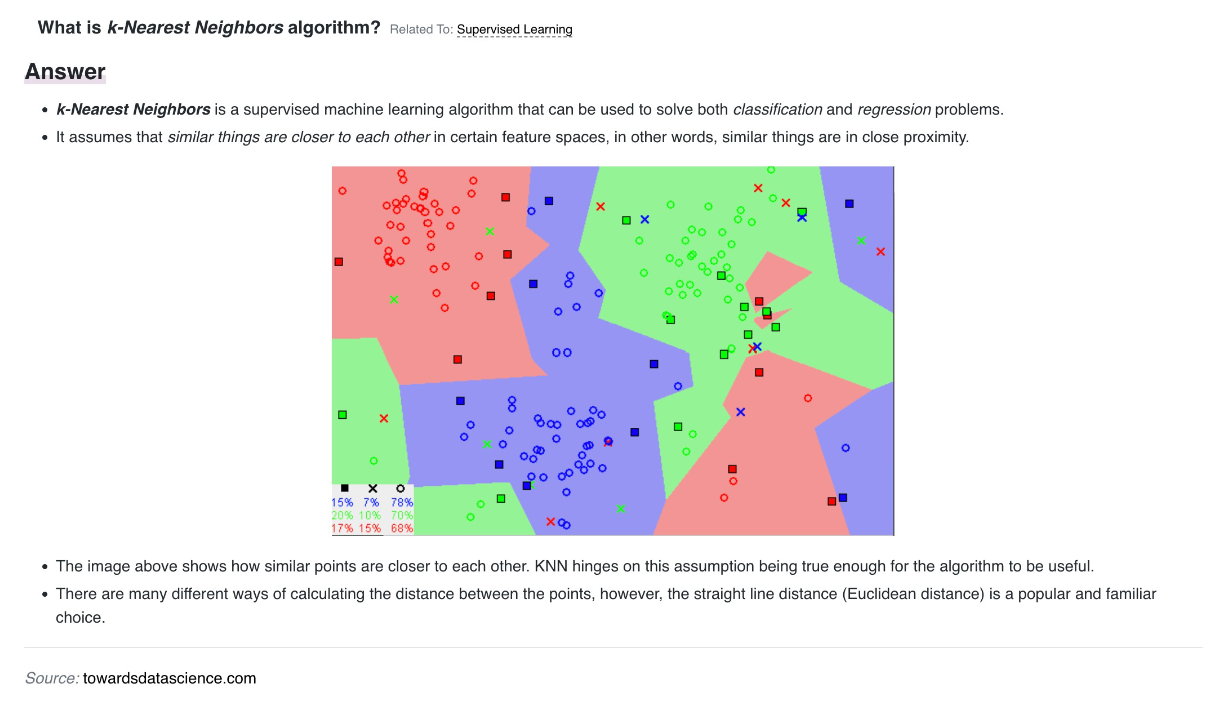 What is k-Nearest Neighbors algorithm? Related To: Supervised Learning
Answer
• k-Nearest Neighbors is a supervised machine learning algorithm that can be used to solve both classification and regression problems.
• It assumes that similar things are closer to each other in certain feature spaces, in other words, similar things are in close proximity.
15% 7% 78%
20% 10% 70%
17% 15% 68%
• The image above shows how similar points are closer to each other. KNN hinges on this assumption being true enough for the algorithm to be useful.
• There are many different ways of calculating the distance between the points, however, the straight line distance (Euclidean distance) is a popular and familiar
choice.
Source: towardsdatascience.com